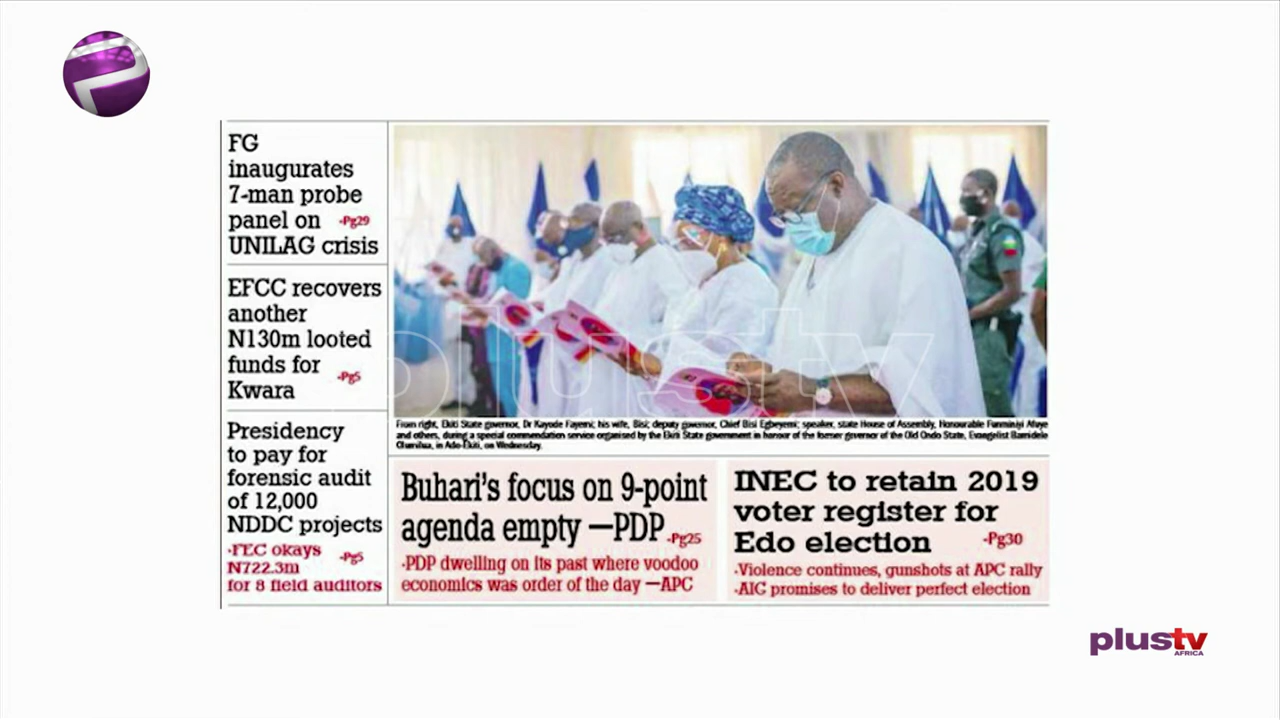 FG
inaugurates
7-man probe
panel on -Pg29
UNILAG crisis
EFCC recovers
another
N130m looted
funds for
Kwara -Pg5
Presidency
to pay for
forensic audit
of 12,000
NDDC projects
·FEC okays
N722.3m -Pg5
for 8 field auditors
plustv
From right, Ekiti State governor, Dr Kayode Fayemi; his wife, Bisi; deputy governor, Chief Bisi Egbeyemi; speaker, state House of Assembly, Honourable Funminiyi Afuye
and others, during a special commendation service organised by the Ekiti State government in honour of the former governor of the Old Ondo State, Evangelist Bamidele
Olumilua, in Ado-Ekiti, on Wednesday.
Buhari's focus on 9-point
agenda empty —PDP -Pg25
·PDP dwelling on its past where voodoo
economics was order of the day —APC
INEC to retain 2019
voter register for
Edo election -Pg30
·Violence continues, gunshots at APC rally
·AIG promises to deliver perfect election
plustv
AFRICA